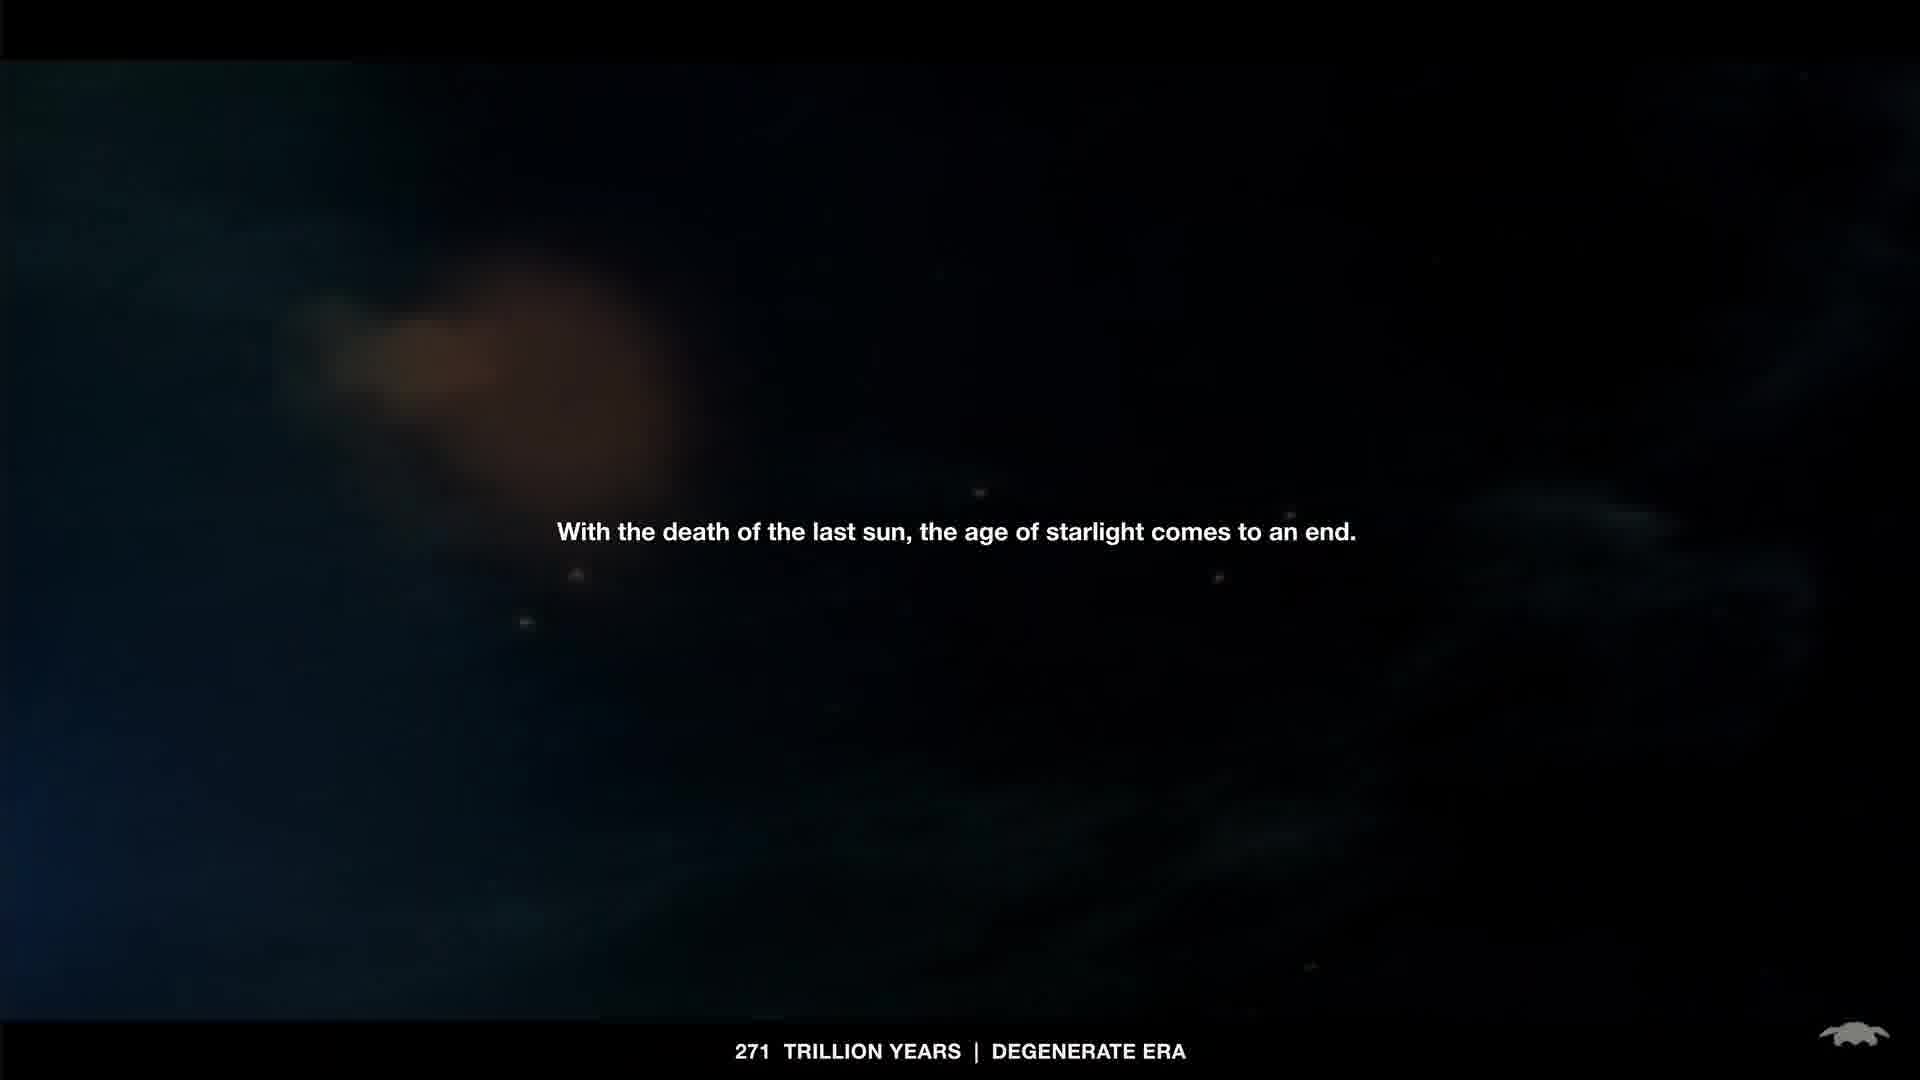 With the death of the last sun, the age of starlight comes to an end.
271 TRILLION YEARS | DEGENERATE ERA